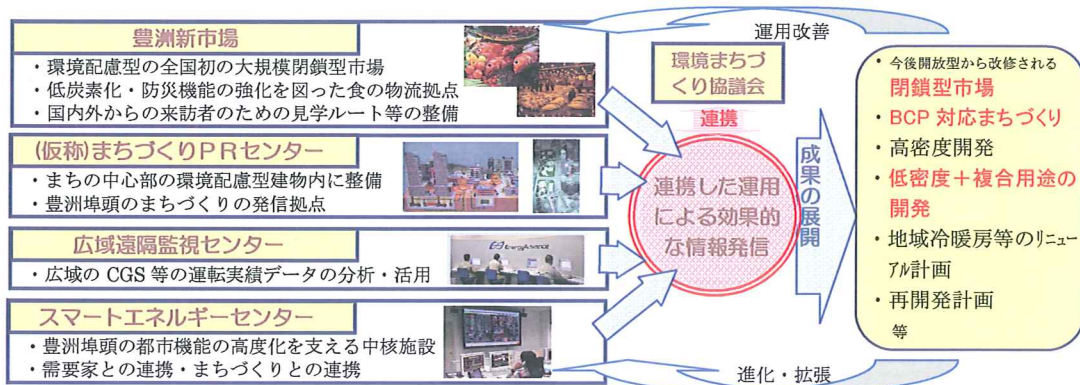 豊洲新市場
・環境配慮型の全国初の大規模閉鎖型市場
・低炭素化・防災機能の強化を図った食の物流拠点
・国内外からの来訪者のための見学ルート等の整備
(仮称)まちづくりPRセンター
・まちの中心部の環境配慮型建物内に整備
・豊洲埠頭のまちづくりの発信拠点
広域遠隔監視センター
・広域の CGS 等の運転実績データの分析・活用
EnergyAdvance
スマートエネルギーセンター
・豊洲埠頭の都市機能の高度化を支える中核施設
・需要家との連携・まちづくりとの連携
環境まちづ
くり協議会
連携
連携した運用
による効果的
な情報発信
運用改善
成果の展開
進化・拡張
・今後開放型から改修される
閉鎖型市場
・BCP 対応まちづくり
・高密度開発
・低密度＋複合用途の
開発
・地域冷暖房等のﾘﾆｭｰ
ｱﾙ計画
・再開発計画
等